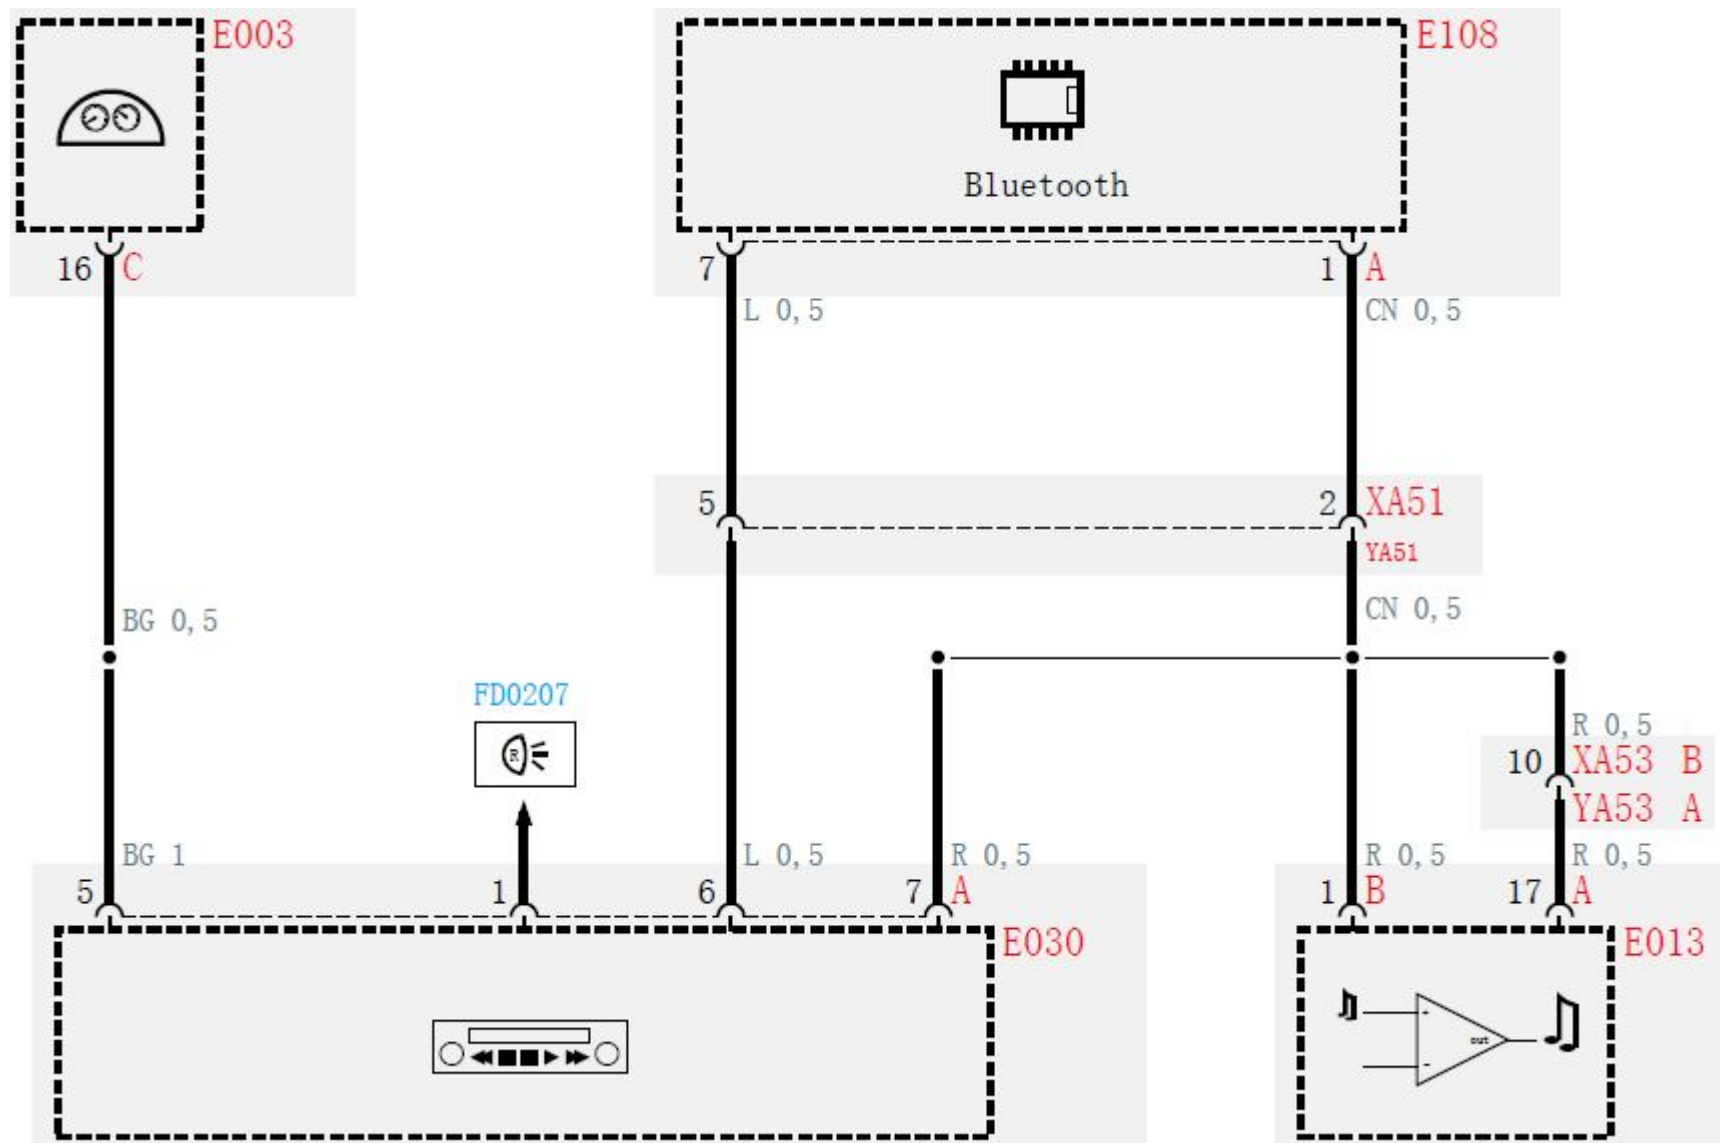 E003
E108
Bluetooth
16 C
7
1 A
L 0,5
CN 0,5
5
2 XA51
YA51
BG 0,5
CN 0,5
FD0207
R
R 0,5
10 XA53 B
YA53 A
BG 1
L 0,5
R 0,5
R 0,5
R 0,5
5
1
6
7 A
1 B
17 A
E030
E013
out